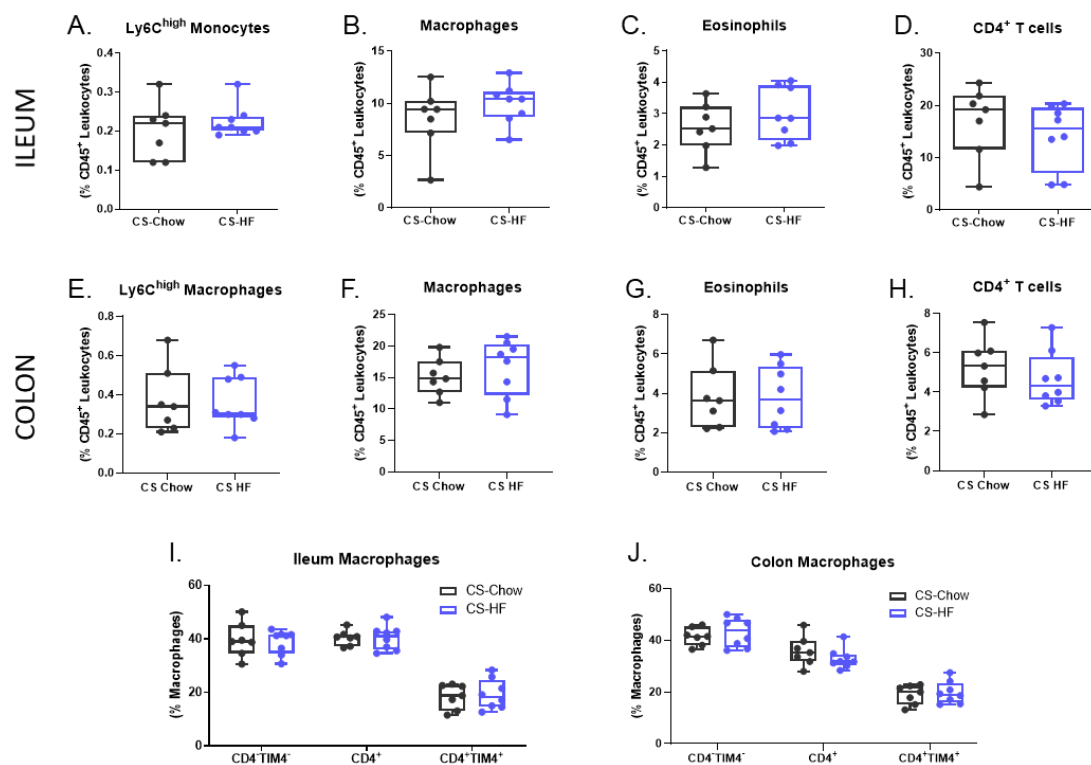 A. Ly6Chigh Monocytes
B. Macrophages
C. Eosinophils
D. CD4+ T cells
ILEUM
(% CD45+ Leukocytes)
0.4
0.3
0.2
0.1
0.0
CS-Chow CS-HF
(% CD45+ Leukocytes)
15
10
5
0
CS-Chow CS-HF
(% CD45+ Leukocytes)
5
4
3
2
1
0
CS-Chow CS-HF
(% CD45+ Leukocytes)
30
20
10
0
CS-Chow CS-HF
E. Ly6Chigh Macrophages
F. Macrophages
G. Eosinophils
H. CD4+ T cells
COLON
(% CD45+ Leukocytes)
0.8
0.6
0.4
0.2
0.0
CS Chow CS HF
(% CD45+ Leukocytes)
25
20
15
10
5
0
CS Chow CS HF
(% CD45+ Leukocytes)
8
6
4
2
0
CS Chow CS HF
(% CD45+ Leukocytes)
8
6
4
2
0
CS Chow CS HF
I. Ileum Macrophages
(% Macrophages)
60
40
20
0
CS-Chow
CS-HF
CD4-TIM4- CD4+ CD4+TIM4+
J. Colon Macrophages
(% Macrophages)
60
40
20
0
CS-Chow
CS-HF
CD4-TIM4- CD4+ CD4+TIM4+